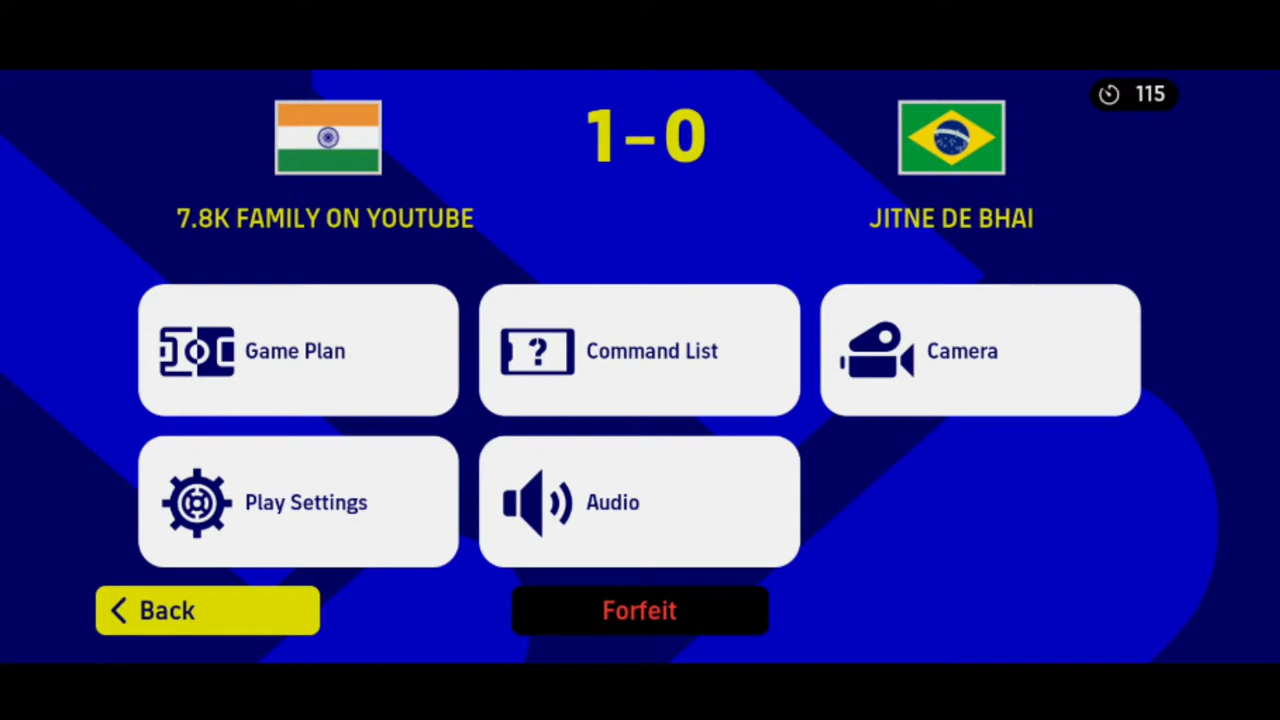 115
1-0
7.8K FAMILY ON YOUTUBE
JITNE DE BHAI
Game Plan
?
Command List
Camera
Play Settings
Audio
Back
Forfeit